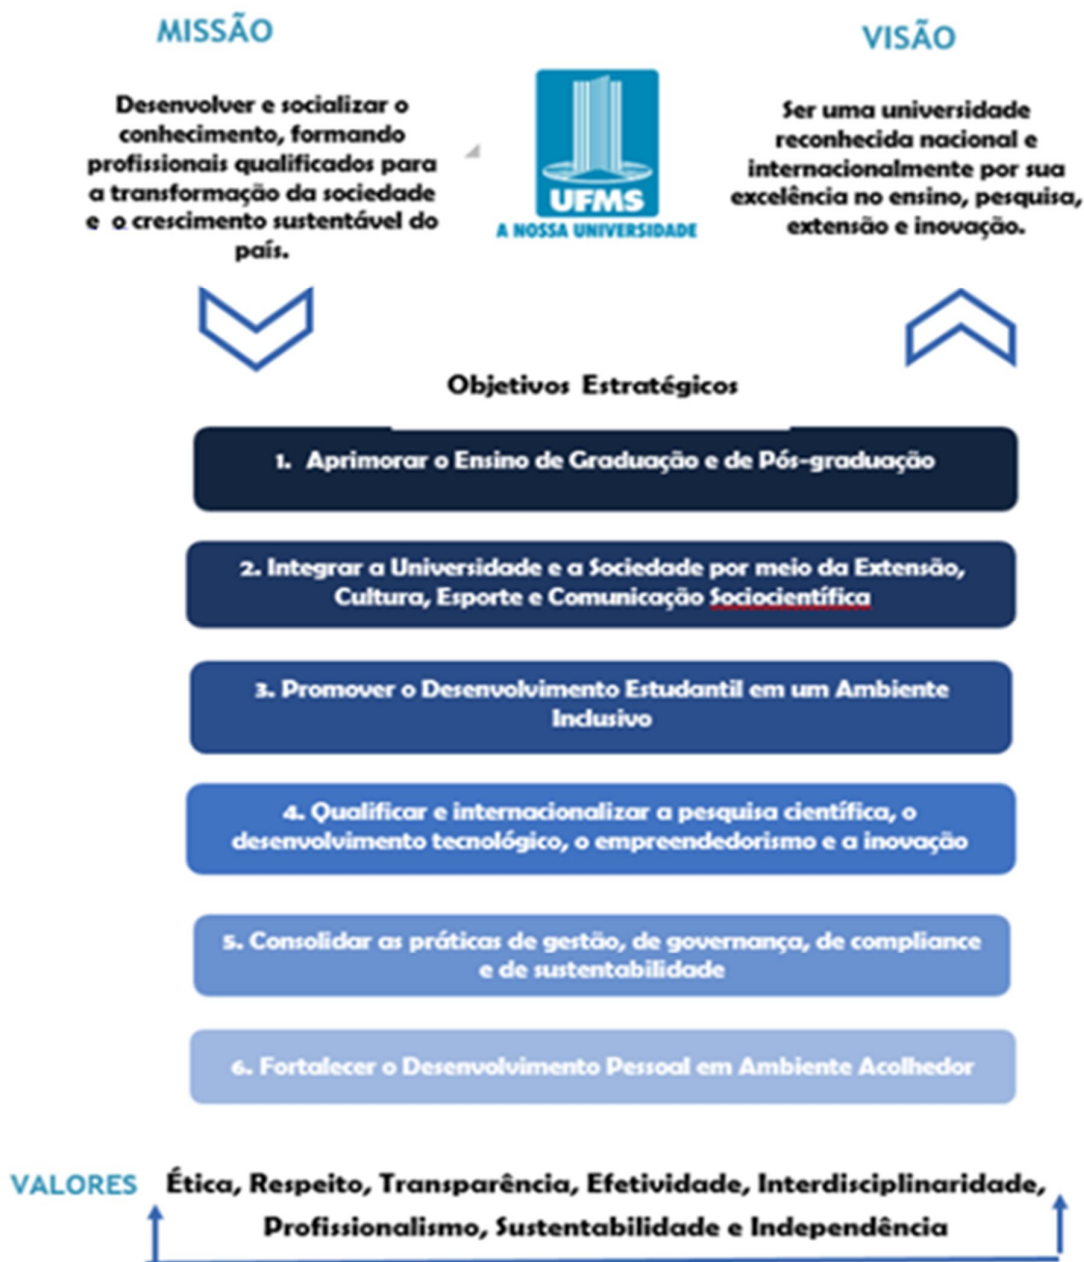 MISSÃO
Desenvolver e socializar o
conhecimento, formando
profissionais qualificados para
a transformação da sociedade
e o crescimento sustentável do
país.
UFMS
A NOSSA UNIVERSIDADE
VISÃO
Ser uma universidade
reconhecida nacional e
internacionalmente por sua
excelência no ensino, pesquisa,
extensão e inovação.
Objetivos Estratégicos
1. Aprimorar o Ensino de Graduação e de Pós-graduação
2. Integrar a Universidade e a Sociedade por meio da Extensão,
Cultura, Esporte e Comunicação Sociocientífica
3. Promover o Desenvolvimento Estudantil em um Ambiente
Inclusivo
4. Qualificar e internacionalizar a pesquisa científica, o
desenvolvimento tecnológico, o empreendedorismo e a inovação
5. Consolidar as práticas de gestão, de governança, de compliance
e de sustentabilidade
6. Fortalecer o Desenvolvimento Pessoal em Ambiente Acolhedor
VALORES Ética, Respeito, Transparência, Efetividade, Interdisciplinaridade,
Profissionalismo, Sustentabilidade e Independência